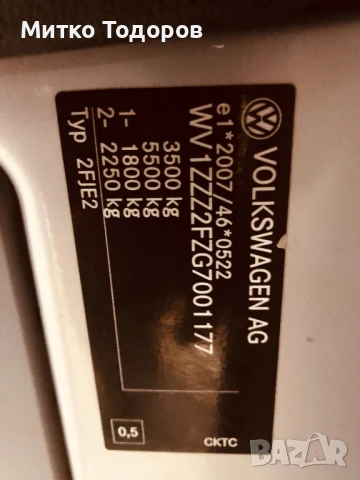 Митко Тодоров
VOLKSWAGEN AG
e1*2007/46*0522
WV1ZZZ2FZG7001177
3500 kg
5500 kg
1- 1800 kg
2- 2250 kg
Typ 2FJE2
0,5
CKTC
BAZAR